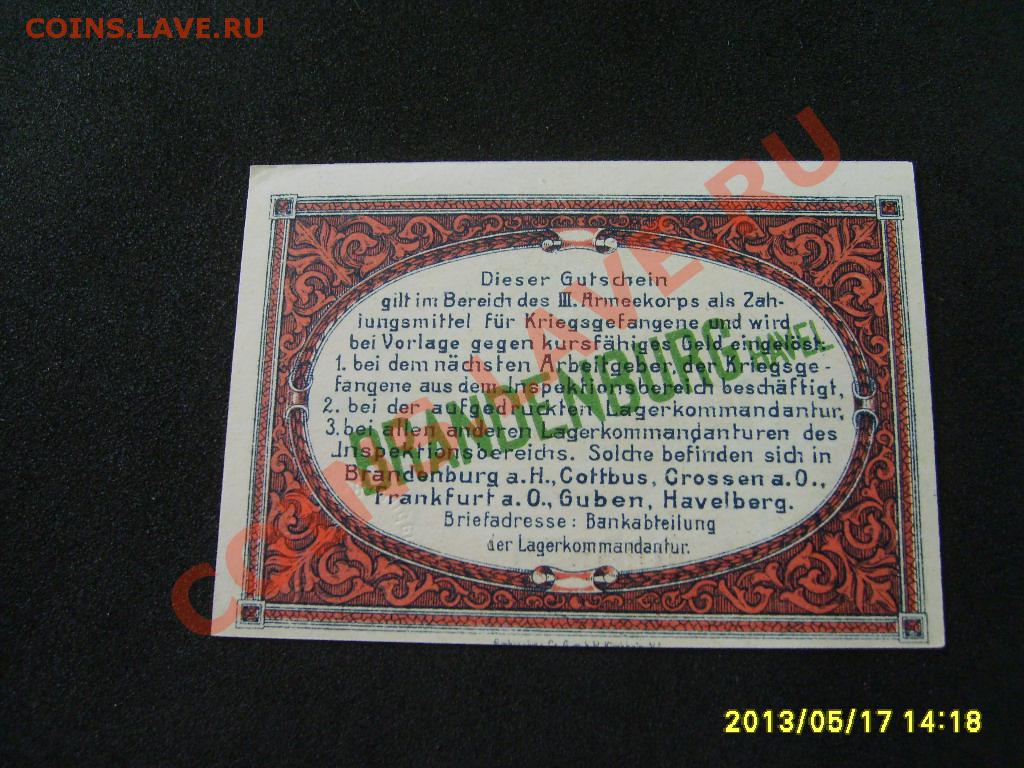 COINS.LAVE.RU
Dieser Gutschein
gilt im Bereich des III. Armeekorps als Zah-
lungsmittel für Kriegsgefangene und wird
bei Vorlage gegen kursfähiges Geld eingelöst:
1. bei dem nächsten Arbeitgeber, der Kriegsge-
fangene aus dem Inspektionsbereich beschäftigt,
2. bei der aufgedruckten Lagerkommandantur,
3. bei allen anderen Lagerkommandanturen des
Inspektionsbereichs. Solche befinden sich in
Brandenburg a.H., Cottbus, Crossen a.O.,
Frankfurt a.O., Guben, Havelberg.
Briefadresse: Bankabteilung
der Lagerkommandantur.
BRANDENBURG HAVEL
COINS.LAVE.RU
2013/05/17 14:18